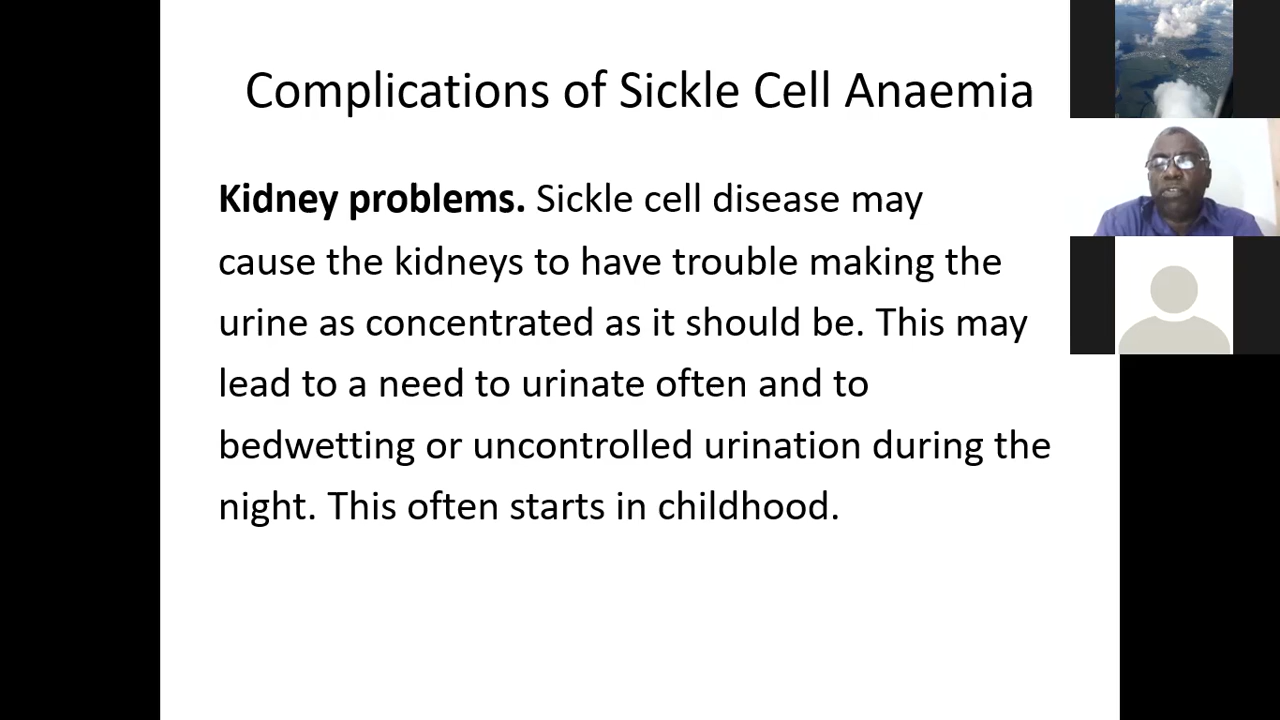 Complications of Sickle Cell Anaemia
Kidney problems. Sickle cell disease may
cause the kidneys to have trouble making the
urine as concentrated as it should be. This may
lead to a need to urinate often and to
bedwetting or uncontrolled urination during the
night. This often starts in childhood.